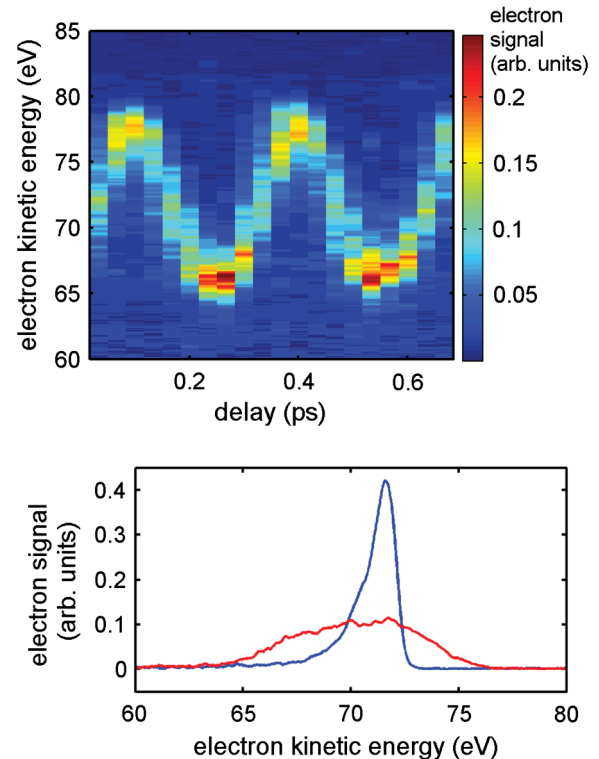 electron
signal
(arb. units)
85
80
75
70
65
60
electron kinetic energy (eV)
0.2
0.15
0.1
0.05
0.2
0.4
0.6
delay (ps)
0.4
0.3
0.2
0.1
0
electron signal
(arb. units)
60
65
70
75
80
electron kinetic energy (eV)